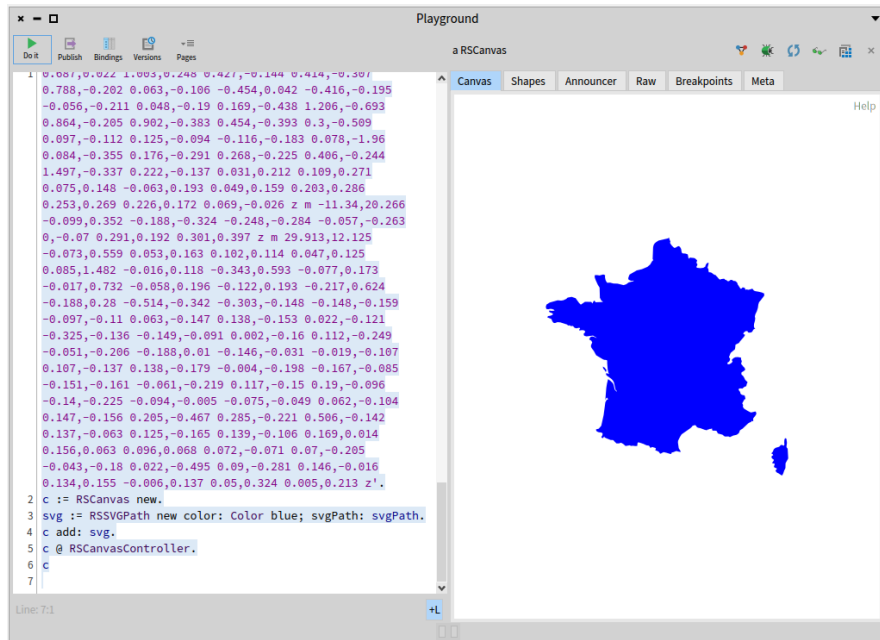 Playground
Do it
Publish
Bindings
Versions
Pages
a RSCanvas
Canvas
Shapes
Announcer
Raw
Breakpoints
Meta
Help
1 0.687,0.022 1.003,0.248 0.427,-0.144 0.414,-0.307
0.788,-0.202 0.063,-0.106 -0.454,0.042 -0.416,-0.195
-0.056,-0.211 0.048,-0.19 0.169,-0.438 1.206,-0.693
0.864,-0.205 0.902,-0.383 0.454,-0.393 0.3,-0.509
0.097,-0.112 0.125,-0.094 -0.116,-0.183 0.078,-1.96
0.084,-0.355 0.176,-0.291 0.268,-0.225 0.406,-0.244
1.497,-0.337 0.222,-0.137 0.031,0.212 0.109,0.271
0.075,0.148 -0.063,0.193 0.049,0.159 0.203,0.286
0.253,0.269 0.226,0.172 0.069,-0.026 z m -11.34,20.266
-0.099,0.352 -0.188,-0.324 -0.248,-0.284 -0.057,-0.263
0,-0.07 0.291,0.192 0.301,0.397 z m 29.913,12.125
-0.073,0.559 0.053,0.163 0.102,0.114 0.047,0.125
0.085,1.482 -0.016,0.118 -0.343,0.593 -0.077,0.173
-0.017,0.732 -0.058,0.196 -0.122,0.193 -0.217,0.624
-0.188,0.28 -0.514,-0.342 -0.303,-0.148 -0.148,-0.159
-0.097,-0.11 0.063,-0.147 0.138,-0.153 0.022,-0.121
-0.325,-0.136 -0.149,-0.091 0.002,-0.16 0.112,-0.249
-0.051,-0.206 -0.188,0.01 -0.146,-0.031 -0.019,-0.107
0.107,-0.137 0.138,-0.179 -0.004,-0.198 -0.167,-0.085
-0.151,-0.161 -0.061,-0.219 0.117,-0.15 0.19,-0.096
-0.14,-0.225 -0.094,-0.005 -0.075,-0.049 0.062,-0.104
0.147,-0.156 0.205,-0.467 0.285,-0.221 0.506,-0.142
0.137,-0.063 0.125,-0.165 0.139,-0.106 0.169,0.014
0.156,0.063 0.096,0.068 0.072,-0.071 0.07,-0.205
-0.043,-0.18 0.022,-0.495 0.09,-0.281 0.146,-0.016
0.134,0.155 -0.006,0.137 0.05,0.324 0.005,0.213 z'.
2 c := RSCanvas new.
3 svg := RSSVGPath new color: Color blue; svgPath: svgPath.
4 c add: svg.
5 c @ RSCanvasController.
6 c
7
Line: 7:1
+L